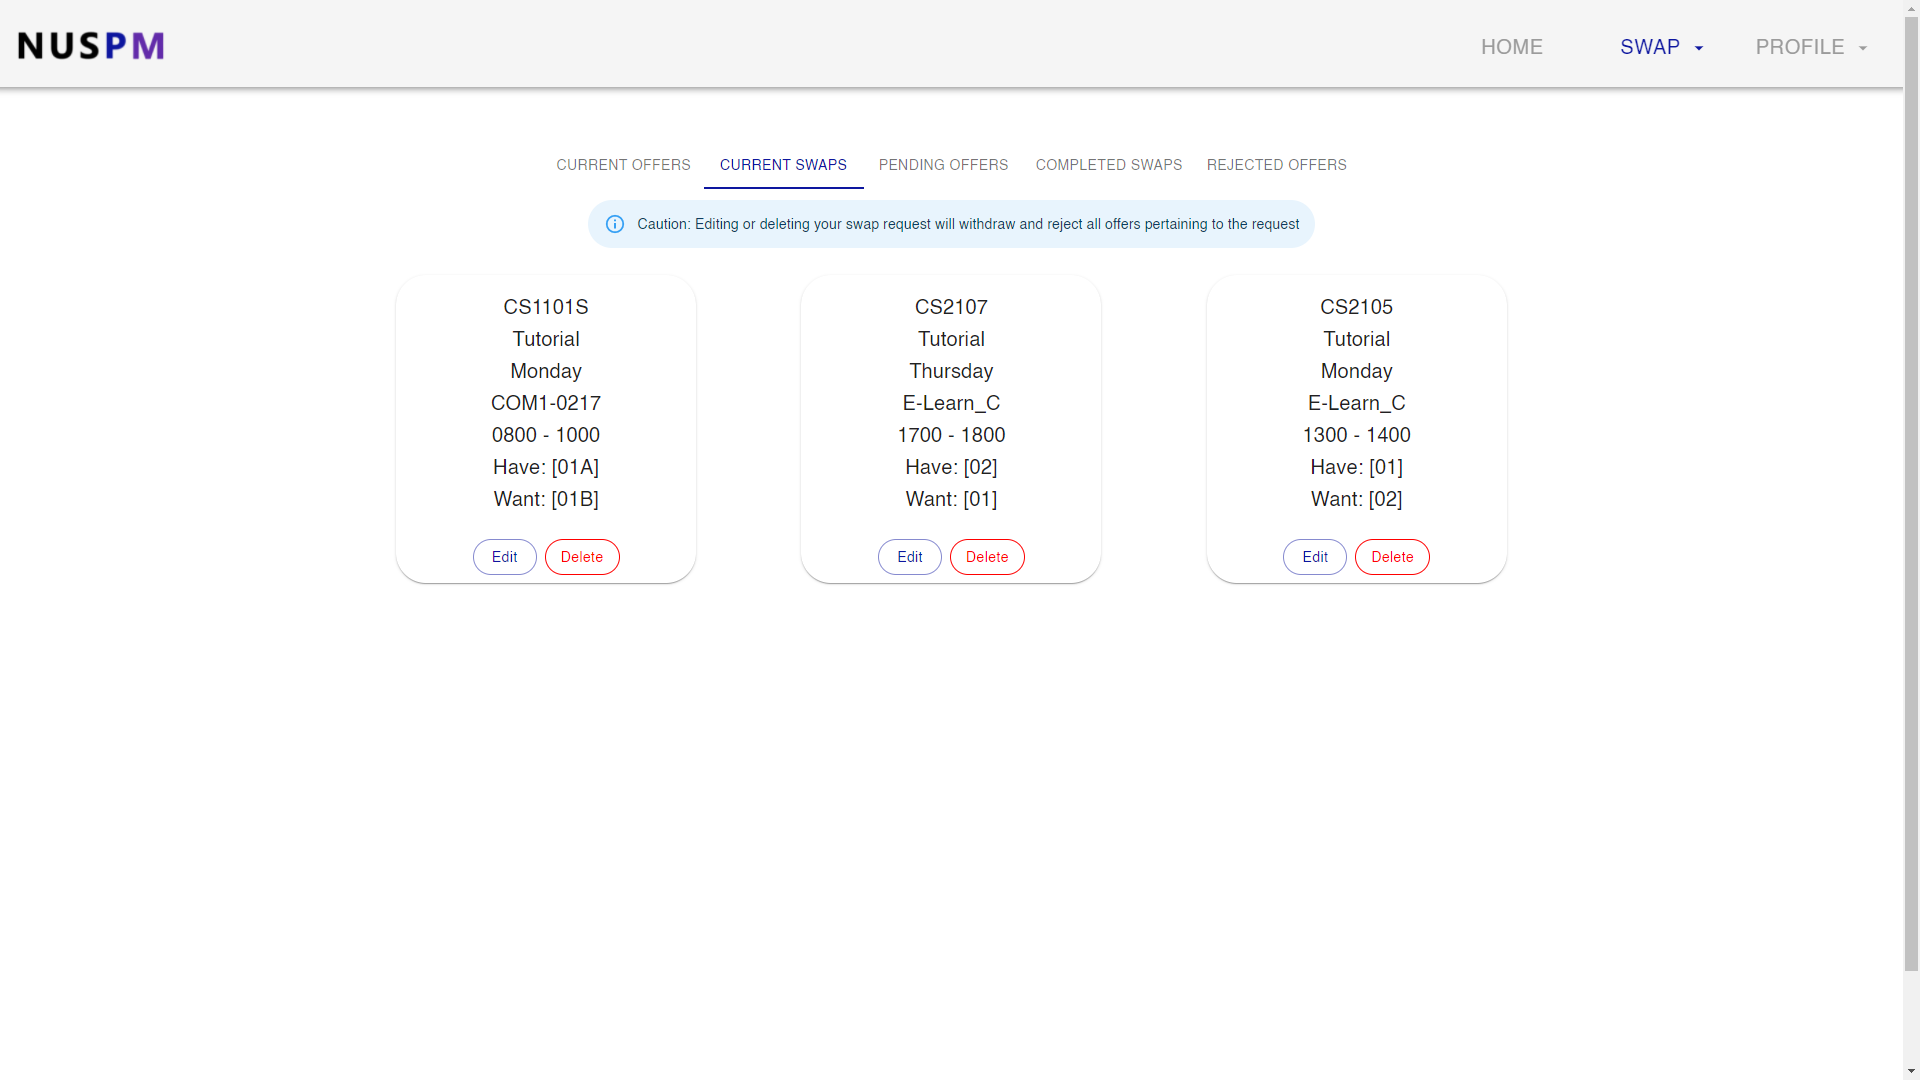 NUSPM
HOME
SWAP
PROFILE
CURRENT OFFERS
CURRENT SWAPS
PENDING OFFERS
COMPLETED SWAPS
REJECTED OFFERS
Caution: Editing or deleting your swap request will withdraw and reject all offers pertaining to the request
CS1101S
Tutorial
Monday
COM1-0217
0800 - 1000
Have: [01A]
Want: [01B]
Edit
Delete
CS2107
Tutorial
Thursday
E-Learn_C
1700 - 1800
Have: [02]
Want: [01]
Edit
Delete
CS2105
Tutorial
Monday
E-Learn_C
1300 - 1400
Have: [01]
Want: [02]
Edit
Delete